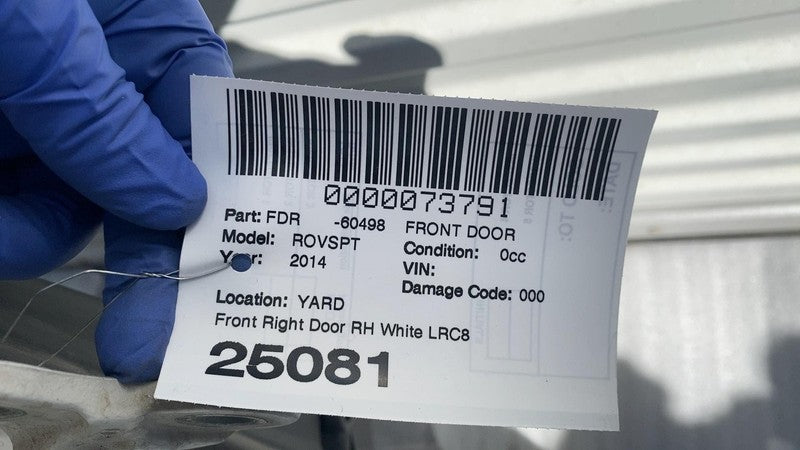 0000073791
Part: FDR -60498 FRONT DOOR
Model: ROVSPT Condition: 0cc
Year: 2014 VIN:
Damage Code: 000
Location: YARD
Front Right Door RH White LRC8
25081